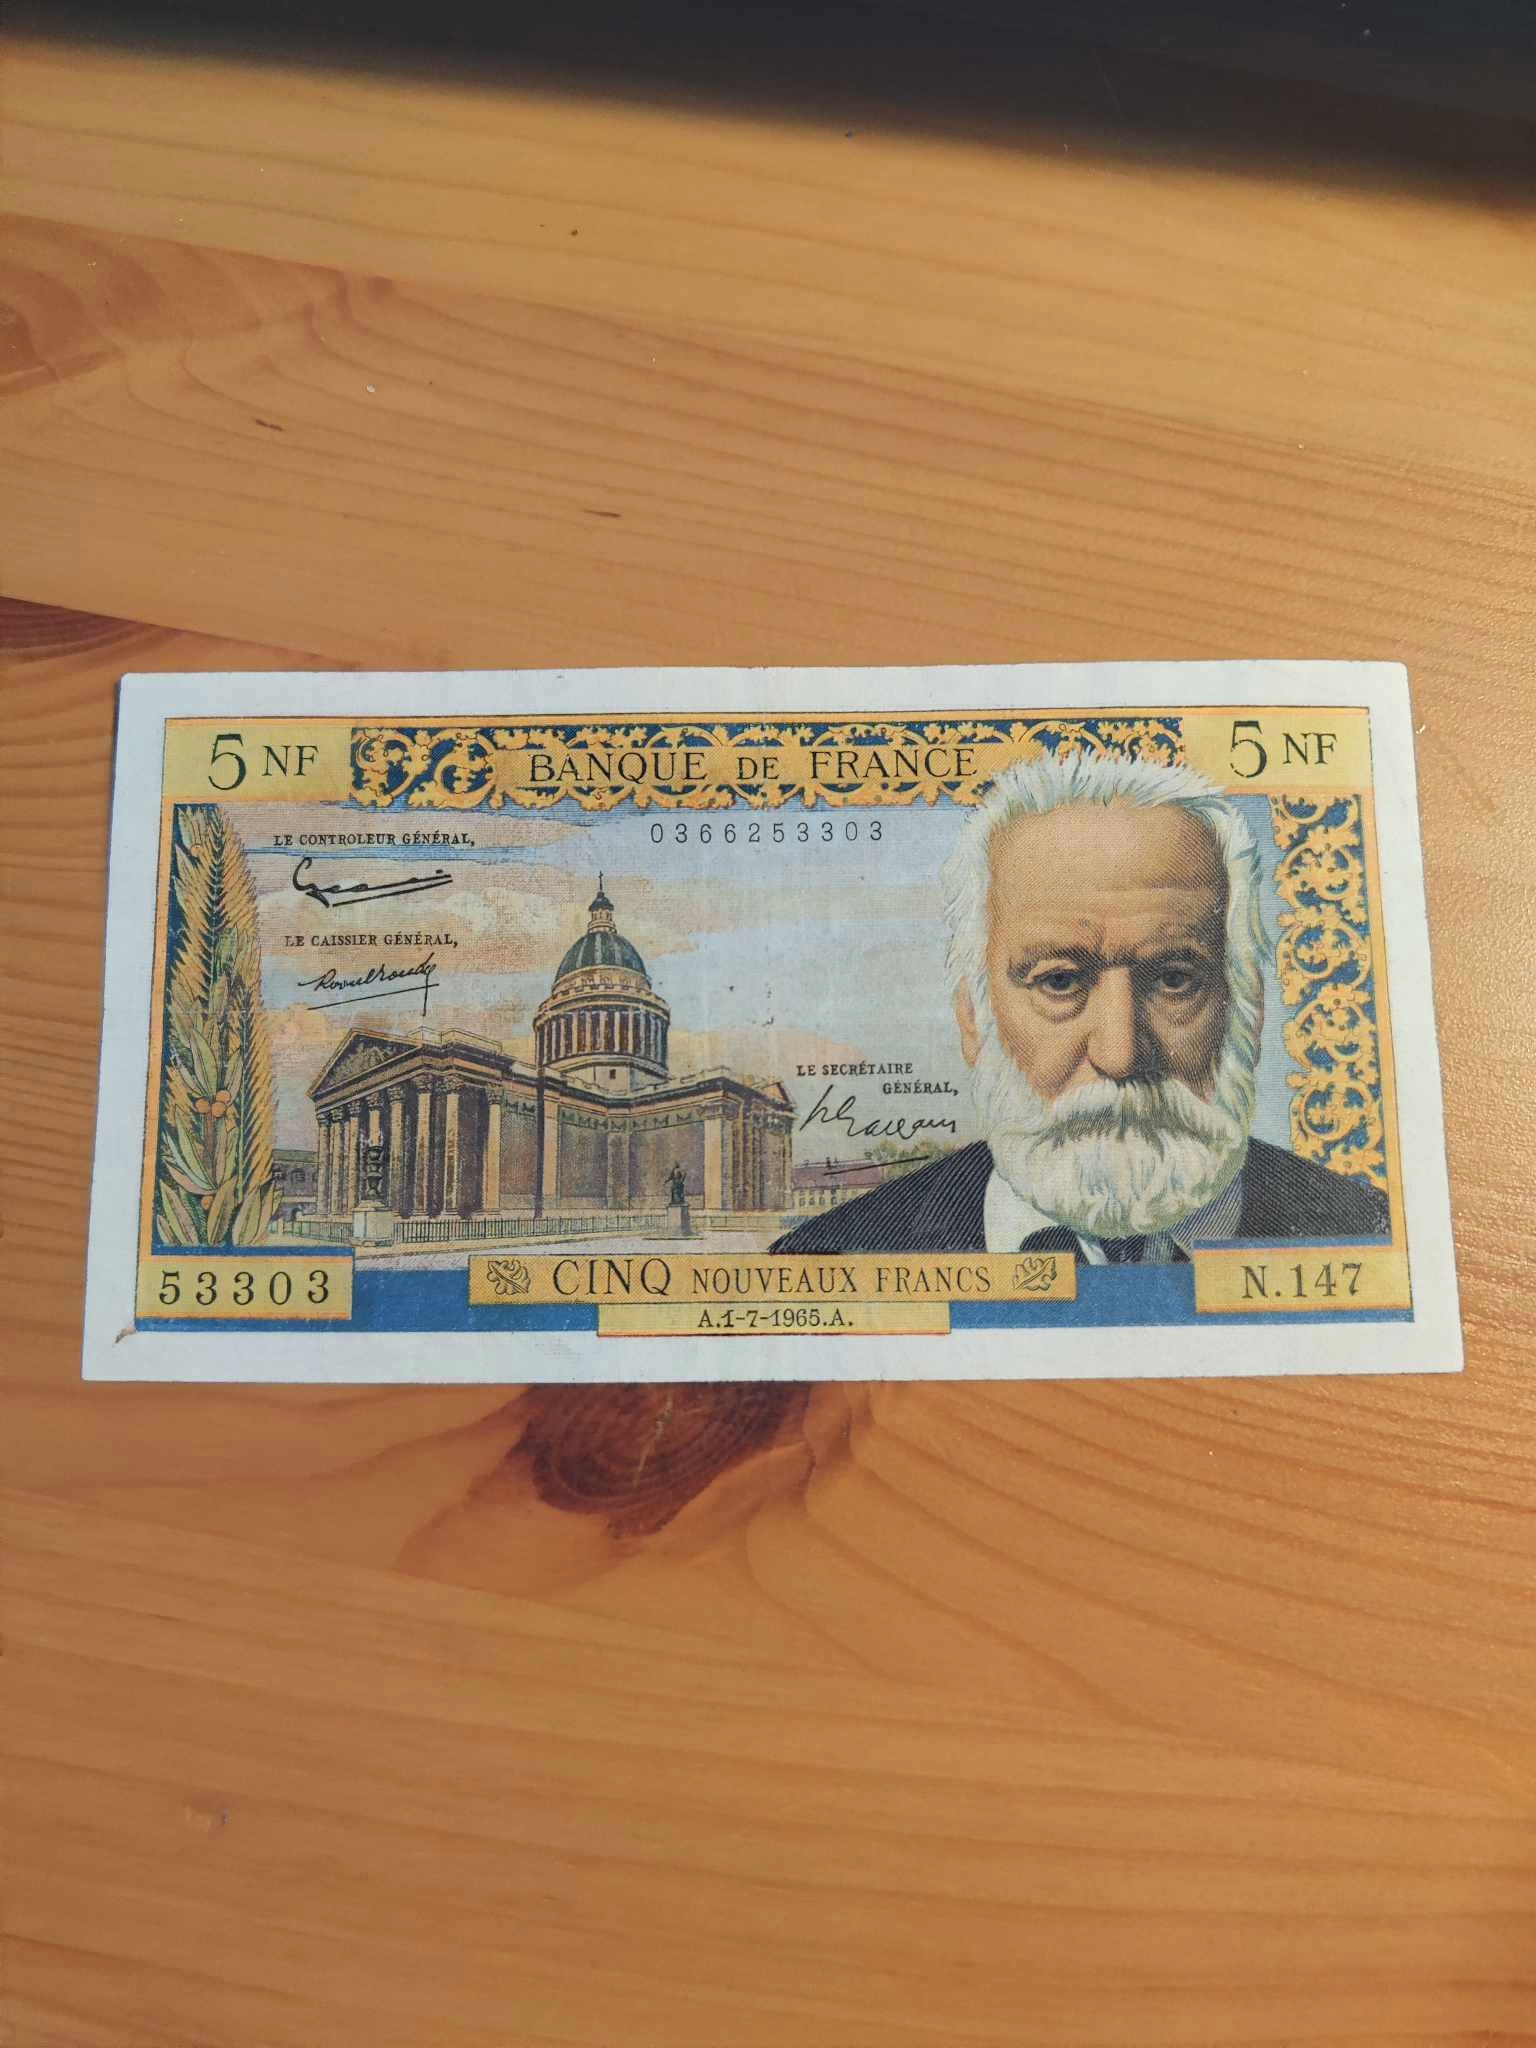 5 NF
BANQUE DE FRANCE
5 NF
0366253303
LE CONTROLEUR GÉNÉRAL,
LE CAISSIER GÉNÉRAL,
LE SECRÉTAIRE
GÉNÉRAL,
53303
CINQ NOUVEAUX FRANCS
N.147
A.1-7-1965.A.